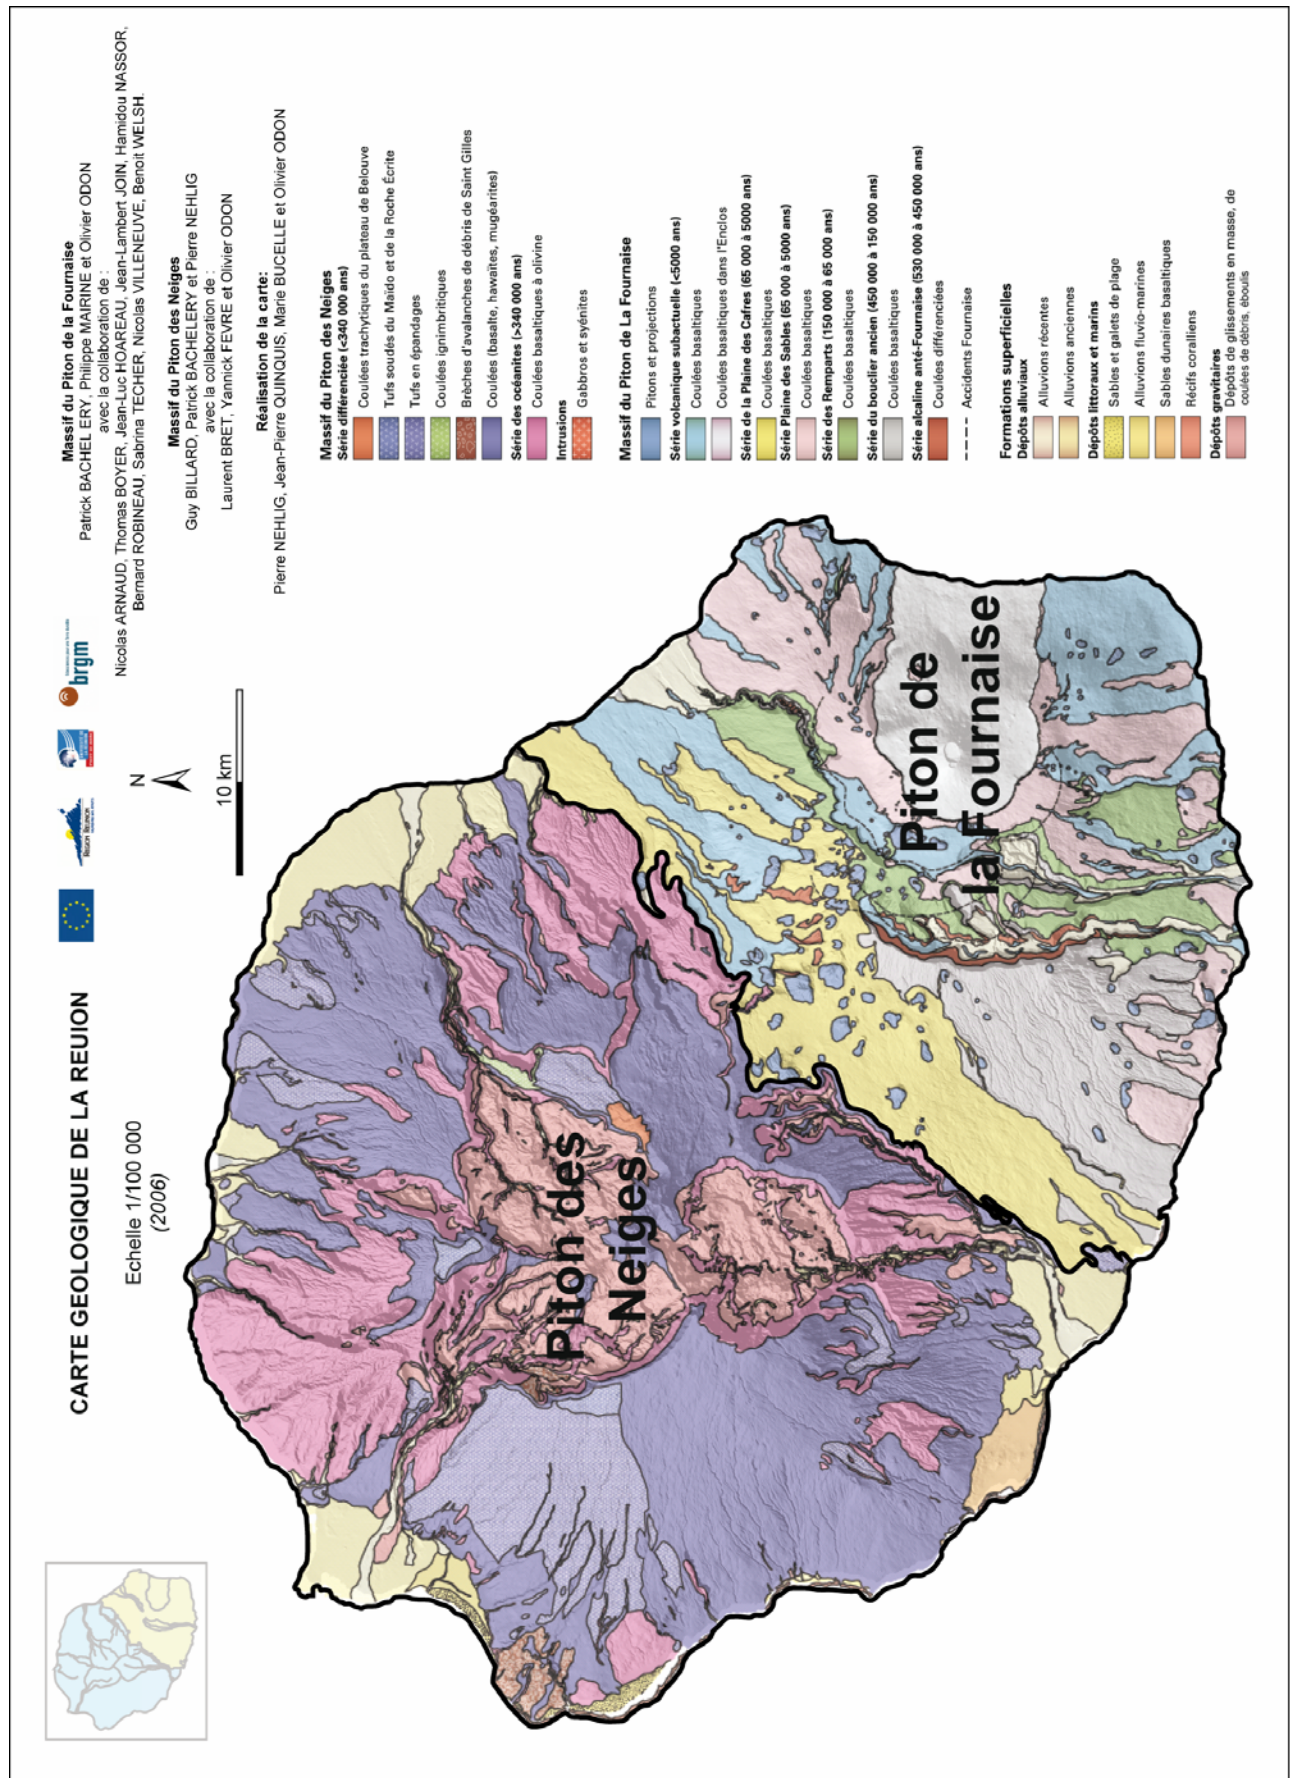 CARTE GEOLOGIQUE DE LA REUNION
Echelle 1/100 000
(2006)
REGION REUNION
brgm
N
10 km
Massif du Piton de la Fournaise
Patrick BACHEL ERY, Philippe MAIRINE et Olivier ODON
avec la collaboration de :
Nicolas ARNAUD, Thomas BOYER, Jean-Luc HOAREAU, Jean-Lambert JOIN, Hamidou NASSOR,
Bernard ROBINEAU, Sabrina TECHER, Nicolas VILLENEUVE, Benoit WELSH.
Massif du Piton des Neiges
Guy BILLARD, Patrick BACHELERY et Pierre NEHLIG
avec la collaboration de :
Laurent BRET, Yannick FEVRE et Olivier ODON
Réalisation de la carte:
Pierre NEHLIG, Jean-Pierre QUINQUIS, Marie BUCELLE et Olivier ODON
Massif du Piton des Neiges
Série différenciée (<340 000 ans)
Coulées trachytiques du plateau de Belouve
Tufs soudés du Maïdo et de la Roche Écrite
Tufs en épandages
Coulées ignimbritiques
Brèches d'avalanches de débris de Saint Gilles
Coulées (basalte, hawaïtes, mugéarites)
Série des océanites (>340 000 ans)
Coulées basaltiques à olivine
Intrusions
Gabbros et syénites
Massif du Piton de La Fournaise
Pitons et projections
Série volcanique subactuelle (<5000 ans)
Coulées basaltiques
Coulées basaltiques dans l'Enclos
Série de la Plaine des Cafres (65 000 à 5000 ans)
Coulées basaltiques
Série Plaine des Sables (65 000 à 5000 ans)
Coulées basaltiques
Série des Remparts (150 000 à 65 000 ans)
Coulées basaltiques
Série du bouclier ancien (450 000 à 150 000 ans)
Coulées basaltiques
Série alcaline anté-Fournaise (530 000 à 450 000 ans)
Coulées différenciées
Accidents Fournaise
Formations superficielles
Dépôts alluviaux
Alluvions récentes
Alluvions anciennes
Dépôts littoraux et marins
Sables et galets de plage
Alluvions fluvio-marines
Sables dunaires basaltiques
Récifs coralliens
Dépôts gravitaires
Dépôts de glissements en masse, de
coulées de débris, éboulis
Piton des
Neiges
Piton de
la Fournaise